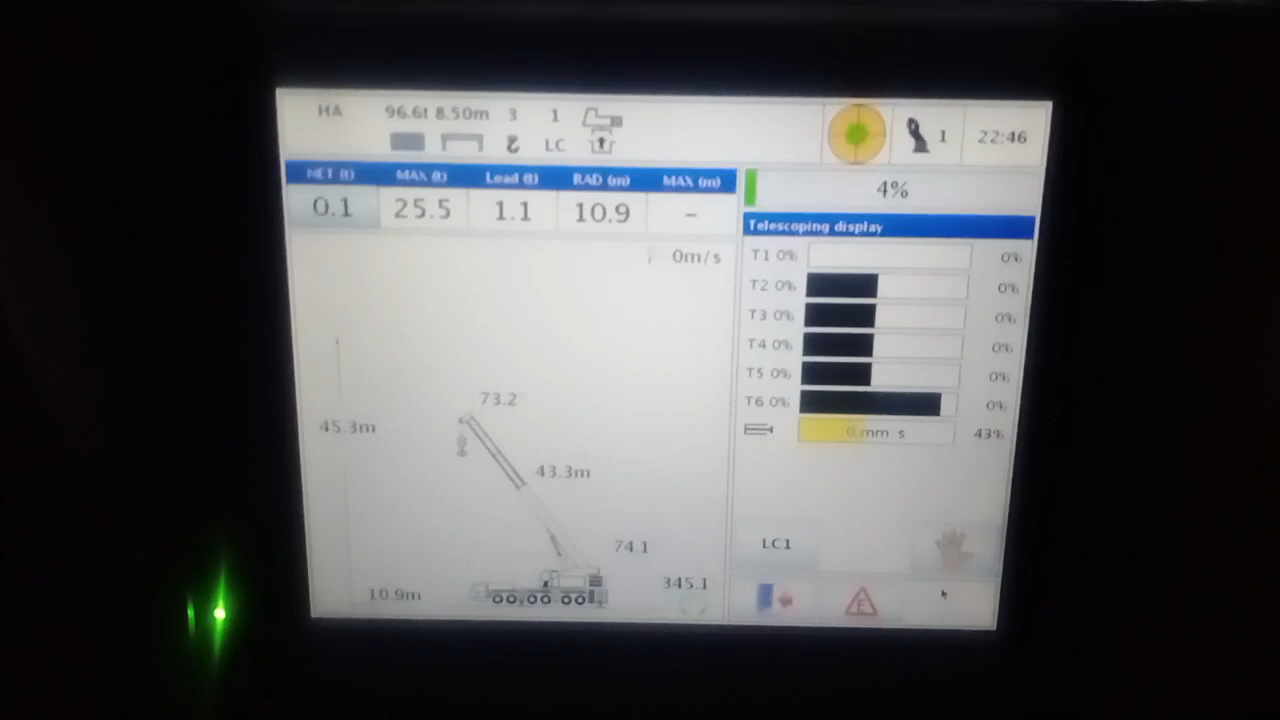 HA 96.6t 8.50m 3 1
LC
1 22:46
NET (t) MAX (t) Load (t) RAD (m) MAX (m)
0.1 25.5 1.1 10.9 –
4%
Telescoping display
0m/s
T1 0% 0%
T2 0% 0%
T3 0% 0%
T4 0% 0%
T5 0% 0%
T6 0% 0%
0 mm s 43%
73.2°
45.3m
43.3m
74.1
10.9m
345.1
LC1
E